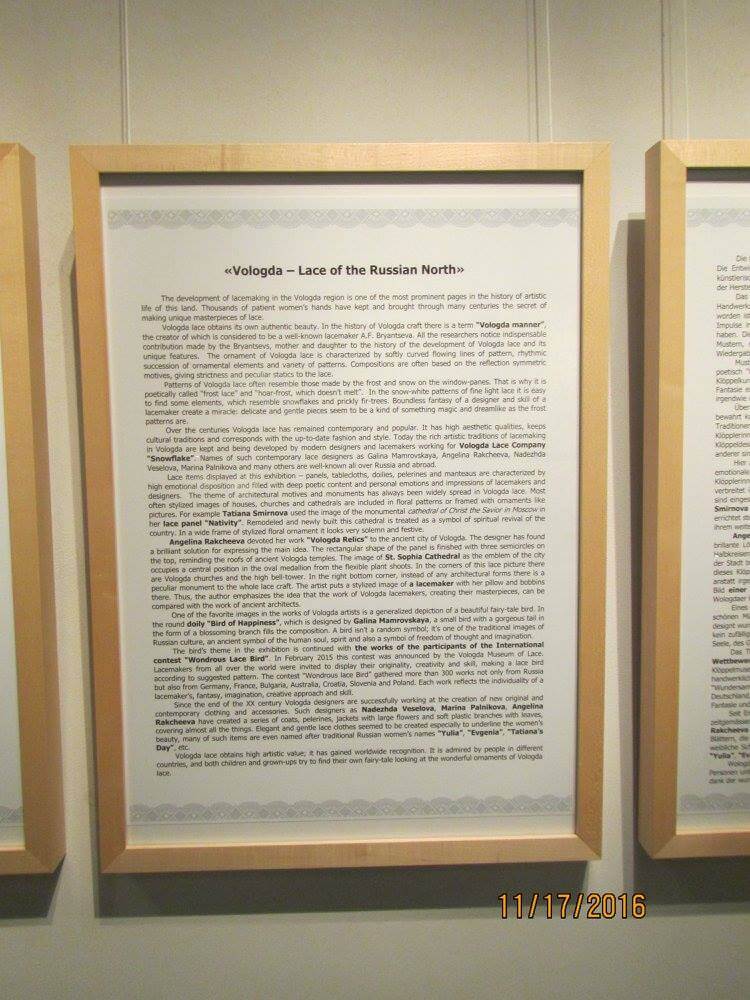 «Vologda – Lace of the Russian North»
The development of lacemaking in the Vologda region is one of the most prominent pages in the history of artistic
life of this land. Thousands of patient women's hands have kept and brought through many centuries the secret of
making unique masterpieces of lace.
Vologda lace obtains its own authentic beauty. In the history of Vologda craft there is a term "Vologda manner",
the creator of which is considered to be a well-known lacemaker A.F. Bryantseva. All the researchers notice indispensable
contribution made by the Bryantsevs, mother and daughter to the history of the development of Vologda lace and its
unique features. The ornament of Vologda lace is characterized by softly curved flowing lines of pattern, rhythmic
succession of ornamental elements and variety of patterns. Compositions are often based on the reflection symmetric
motives, giving strictness and peculiar statics to the lace.
Patterns of Vologda lace often resemble those made by the frost and snow on the window-panes. That is why it is
poetically called "frost lace" and "hoar-frost, which doesn't melt". In the snow-white patterns of fine light lace it is easy
to find some elements, which resemble snowflakes and prickly fir-trees. Boundless fantasy of a designer and skill of a
lacemaker create a miracle: delicate and gentle pieces seem to be a kind of something magic and dreamlike as the frost
patterns are.
Over the centuries Vologda lace has remained contemporary and popular. It has high aesthetic qualities, keeps
cultural traditions and corresponds with the up-to-date fashion and style. Today the rich artistic traditions of lacemaking
in Vologda are kept and being developed by modern designers and lacemakers working for Vologda Lace Company
"Snowflake". Names of such contemporary lace designers as Galina Mamrovskaya, Angelina Rakcheeva, Nadezhda
Veselova, Marina Palnikova and many others are well-known all over Russia and abroad.
Lace items displayed at this exhibition – panels, tablecloths, doilies, pelerines and manteaus are characterized by
high emotional disposition and filled with deep poetic content and personal emotions and impressions of lacemakers and
designers. The theme of architectural motives and monuments has always been widely spread in Vologda lace. Most
often stylized images of houses, churches and cathedrals are included in floral patterns or framed with ornaments like
pictures. For example Tatiana Smirnova used the image of the monumental cathedral of Christ the Savior in Moscow in
her lace panel "Nativity". Remodeled and newly built this cathedral is treated as a symbol of spiritual revival of the
country. In a wide frame of stylized floral ornament it looks very solemn and festive.
Angelina Rakcheeva devoted her work "Vologda Relics" to the ancient city of Vologda. The designer has found
a brilliant solution for expressing the main idea. The rectangular shape of the panel is finished with three semicircles on
the top, reminding the roofs of ancient Vologda temples. The image of St. Sophia Cathedral as the emblem of the city
occupies a central position in the oval medallion from the flexible plant shoots. In the corners of this lace picture there
are Vologda churches and the high bell-tower. In the right bottom corner, instead of any architectural forms there is a
peculiar monument to the whole lace craft. The artist puts a stylized image of a lacemaker with her pillow and bobbins
there. Thus, the author emphasizes the idea that the work of Vologda lacemakers, creating their masterpieces, can be
compared with the work of ancient architects.
One of the favorite images in the works of Vologda artists is a generalized depiction of a beautiful fairy-tale bird. In
the round doily "Bird of Happiness", which is designed by Galina Mamrovskaya, a small bird with a gorgeous tail in
the form of a blossoming branch fills the composition. A bird isn't a random symbol; it's one of the traditional images of
Russian culture, an ancient symbol of the human soul, spirit and also a symbol of freedom of thought and imagination.
The bird's theme in the exhibition is continued with the works of the participants of the International
contest "Wondrous Lace Bird". In February 2015 this contest was announced by the Vologda Museum of Lace.
Lacemakers from all over the world were invited to display their originality, creativity and skill, making a lace bird
according to suggested pattern. The contest "Wondrous lace Bird" gathered more than 300 works not only from Russia
but also from Germany, France, Bulgaria, Australia, Croatia, Slovenia and Poland. Each work reflects the individuality of a
lacemaker's, fantasy, imagination, creative approach and skill.
Since the end of the XX century Vologda designers are successfully working at the creation of new original and
contemporary clothing and accessories. Such designers as Nadezhda Veselova, Marina Palnikova, Angelina
Rakcheeva have created a series of coats, pelerines, jackets with large flowers and soft plastic branches with leaves,
covering almost all the things. Elegant and gentle lace clothes seemed to be created especially to underline the women's
beauty, many of such items are even named after traditional Russian women's names "Yulia", "Evgenia", "Tatiana's
Day", etc.
Vologda lace obtains high artistic value; it has gained worldwide recognition. It is admired by people in different
countries, and both children and grown-ups try to find their own fairy-tale looking at the wonderful ornaments of Vologda
lace.
11/17/2016